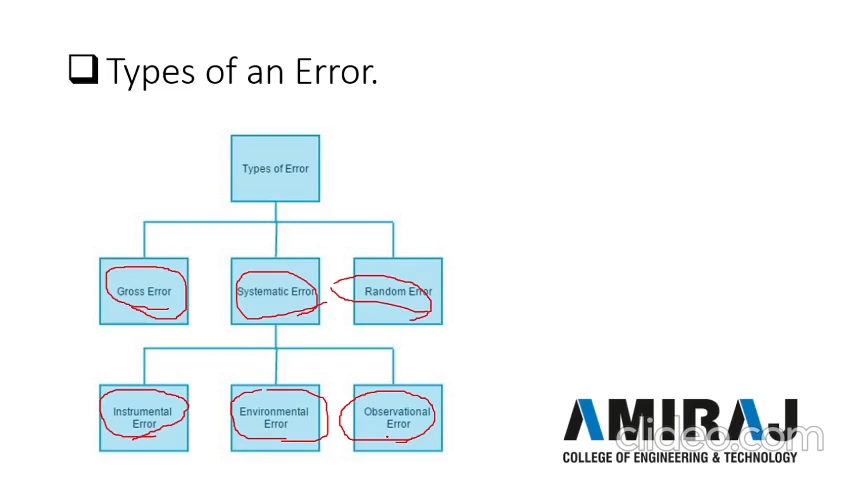 Types of an Error.
Types of Error
Gross Error
Systematic Error
Random Error
Instrumental
Error
Environmental
Error
Observational
Error
AMIRAJ
clideo.com
COLLEGE OF ENGINEERING & TECHNOLOGY